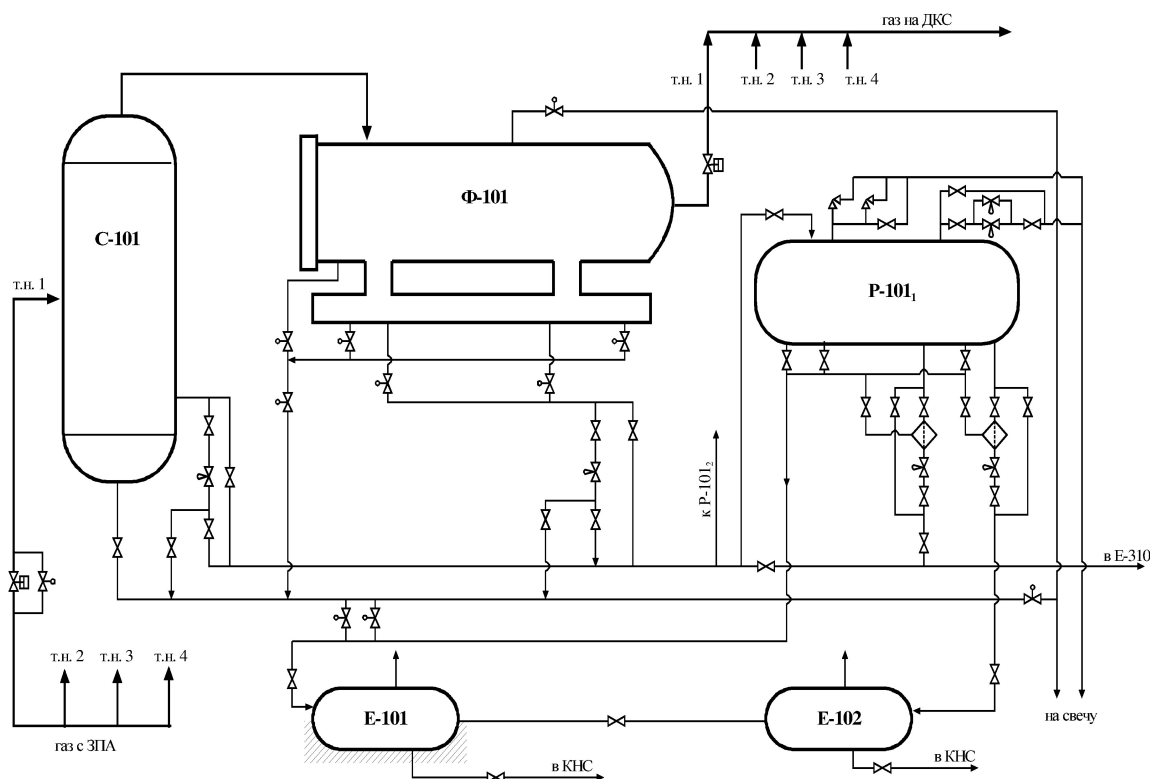 газ на ДКС
т.н. 1
т.н. 2
т.н. 3
т.н. 4
Ф-101
С-101
т.н. 1
Р-101₁
к Р-101₂
в Е-310
т.н. 2
т.н. 3
т.н. 4
газ с ЗПА
Е-101
Е-102
на свечу
в КНС
в КНС